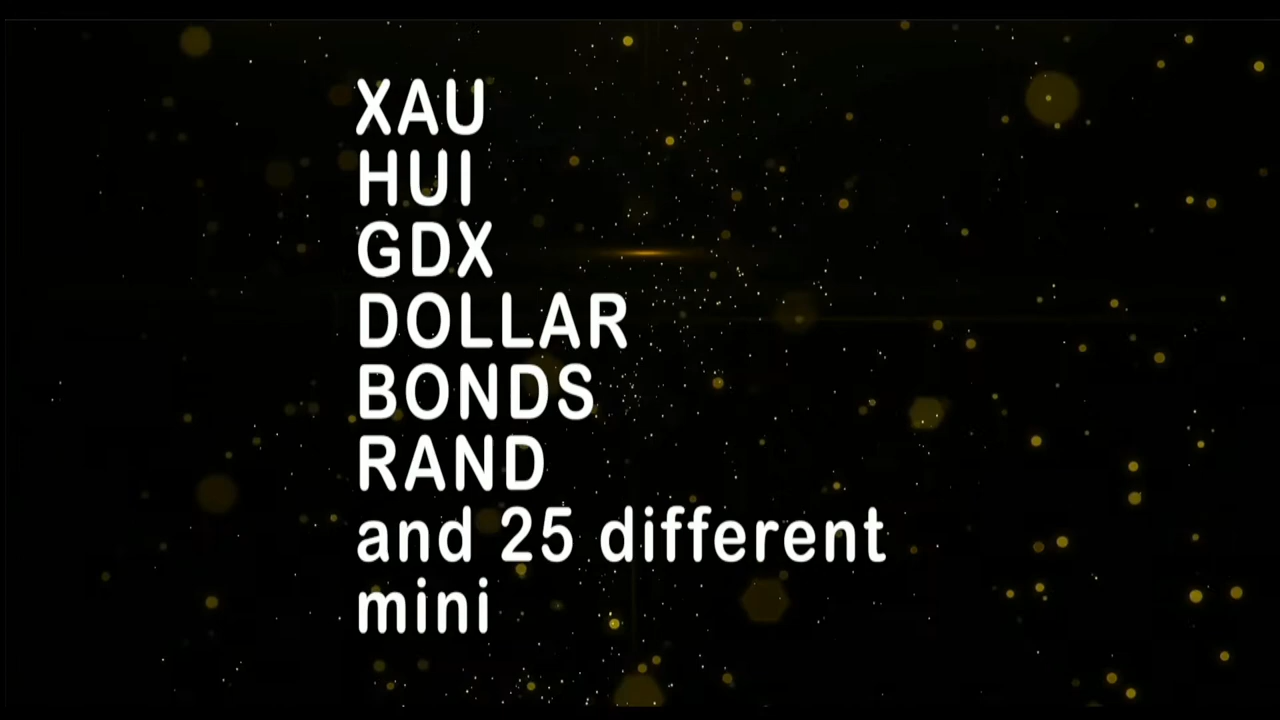 XAU
HUI
GDX
DOLLAR
BONDS
RAND
and 25 different
mini